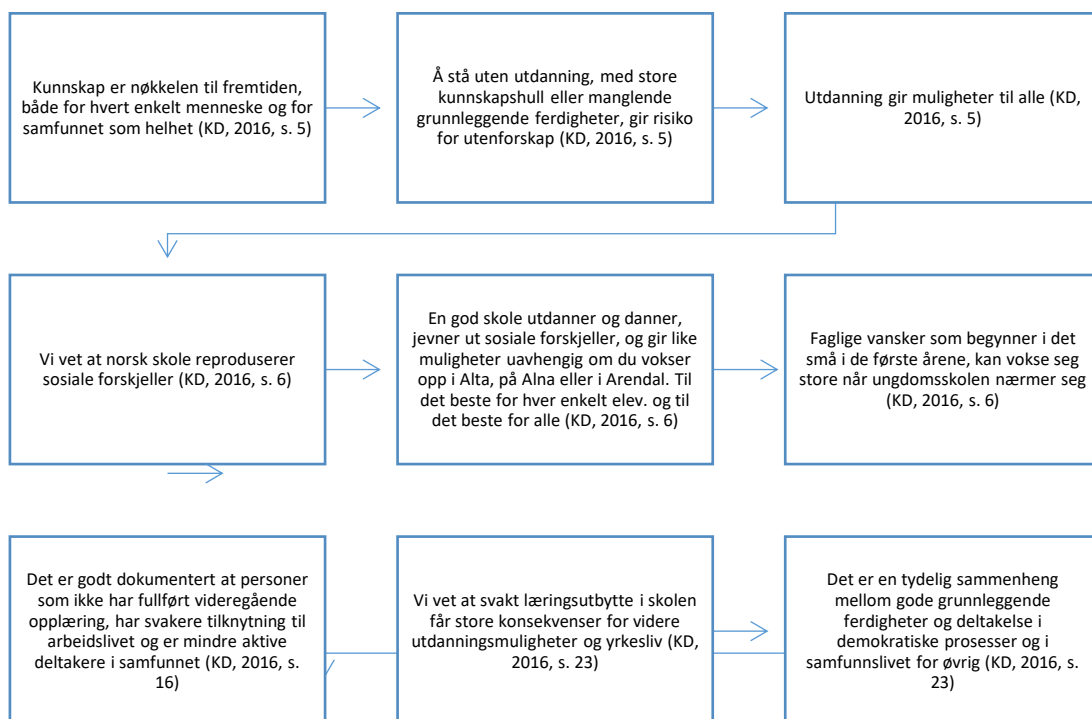 Kunnskap er nøkkelen til fremtiden,
både for hvert enkelt menneske og for
samfunnet som helhet (KD, 2016, s. 5)
Å stå uten utdanning, med store
kunnskapshull eller manglende
grunnleggende ferdigheter, gir risiko
for utenforskap (KD, 2016, s. 5)
Utdanning gir muligheter til alle (KD,
2016, s. 5)
Vi vet at norsk skole reproduserer
sosiale forskjeller (KD, 2016, s. 6)
En god skole utdanner og danner,
jevner ut sosiale forskjeller, og gir like
muligheter uavhengig om du vokser
opp i Alta, på Alna eller i Arendal. Til
det beste for hver enkelt elev. og til
det beste for alle (KD, 2016, s. 6)
Faglige vansker som begynner i det
små i de første årene, kan vokse seg
store når ungdomsskolen nærmer seg
(KD, 2016, s. 6)
Det er godt dokumentert at personer
som ikke har fullført videregående
opplæring, har svakere tilknytning til
arbeidslivet og er mindre aktive
deltakere i samfunnet (KD, 2016, s.
16)
Vi vet at svakt læringsutbytte i skolen
får store konsekvenser for videre
utdanningsmuligheter og yrkesliv (KD,
2016, s. 23)
Det er en tydelig sammenheng
mellom gode grunnleggende
ferdigheter og deltakelse i
demokratiske prosesser og i
samfunnslivet for øvrig (KD, 2016, s.
23)